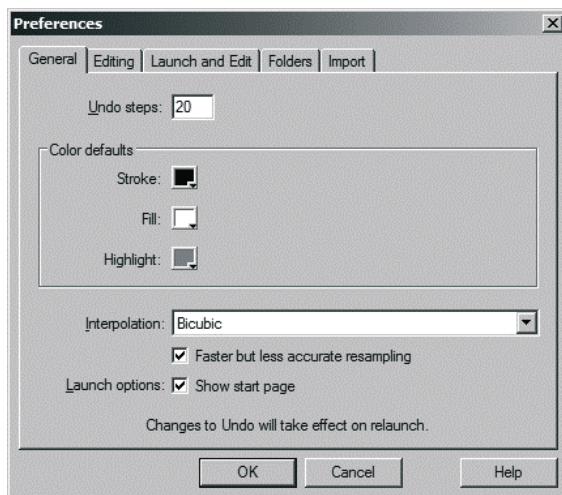 Preferences
General Editing Launch and Edit Folders Import
Undo steps: 20
Color defaults
Stroke:
Fill:
Highlight:
Interpolation: Bicubic
Faster but less accurate resampling
Launch options: Show start page
Changes to Undo will take effect on relaunch.
OK Cancel Help